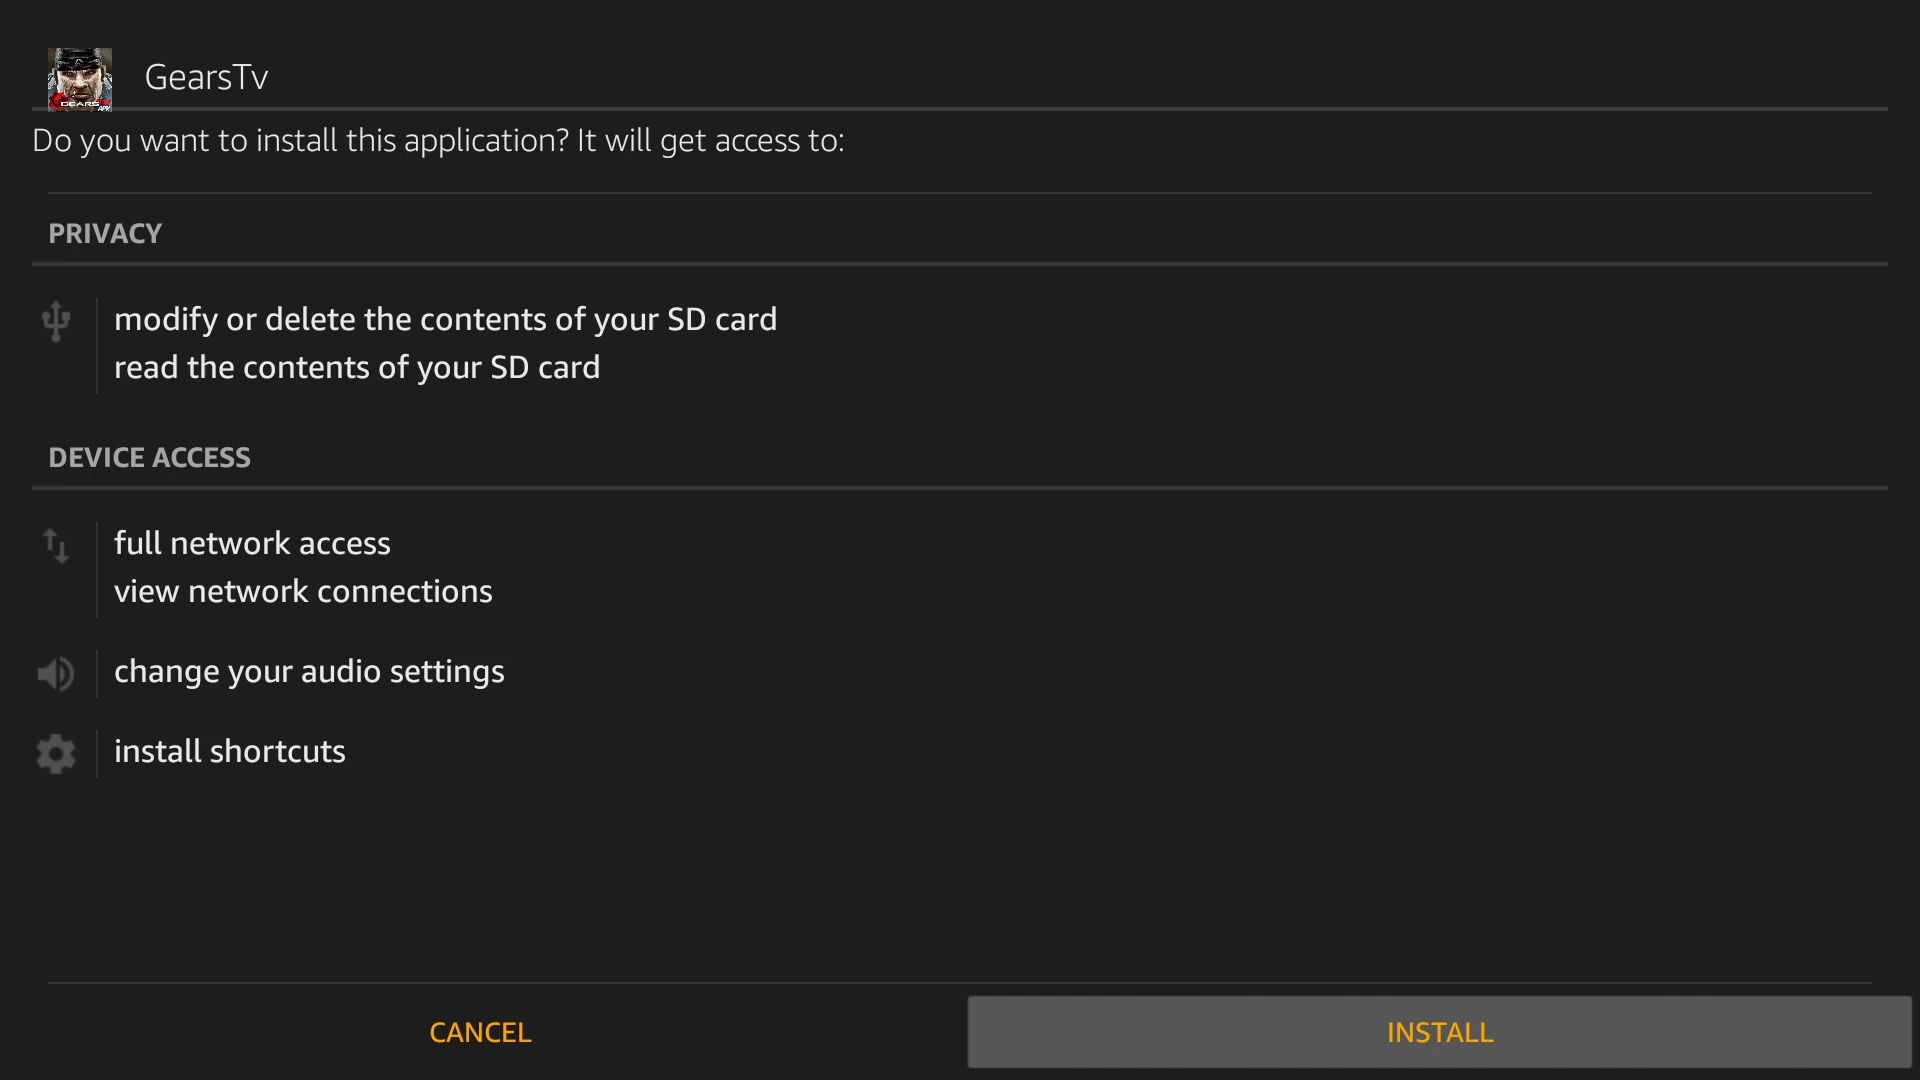 GEARS
APK
GearsTv
Do you want to install this application? It will get access to:
PRIVACY
modify or delete the contents of your SD card
read the contents of your SD card
DEVICE ACCESS
full network access
view network connections
change your audio settings
install shortcuts
CANCEL
INSTALL